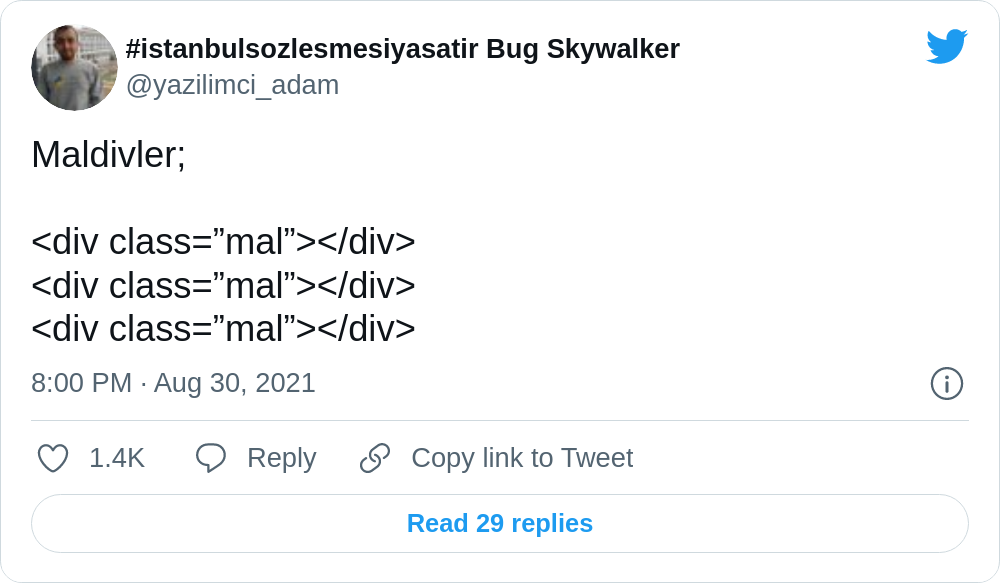 #istanbulsozlesmesiyasatir Bug Skywalker
@yazilimci_adam
Maldivler;
<div class=”mal”></div>
<div class=”mal”></div>
<div class=”mal”></div>
8:00 PM · Aug 30, 2021
1.4K Reply Copy link to Tweet
Read 29 replies